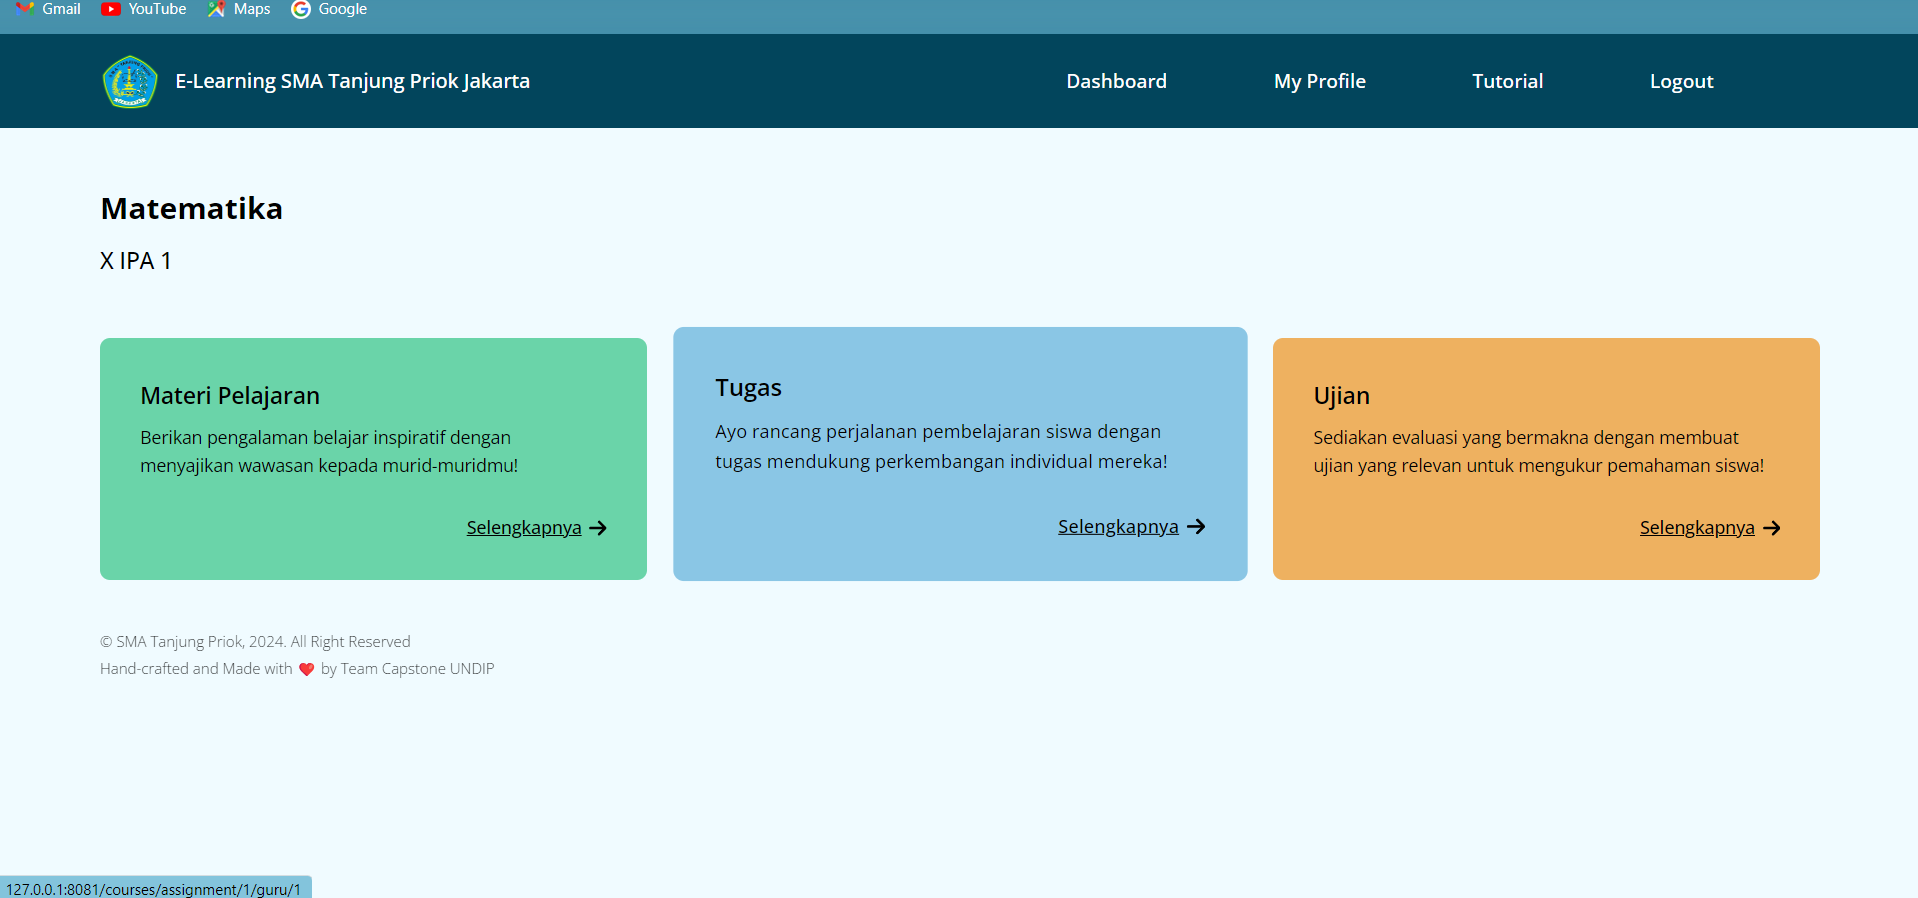 Gmail YouTube Maps Google
E-Learning SMA Tanjung Priok Jakarta Dashboard My Profile Tutorial Logout
Matematika
X IPA 1
Materi Pelajaran
Berikan pengalaman belajar inspiratif dengan
menyajikan wawasan kepada murid-muridmu!
Selengkapnya
Tugas
Ayo rancang perjalanan pembelajaran siswa dengan
tugas mendukung perkembangan individual mereka!
Selengkapnya
Ujian
Sediakan evaluasi yang bermakna dengan membuat
ujian yang relevan untuk mengukur pemahaman siswa!
Selengkapnya
© SMA Tanjung Priok, 2024. All Right Reserved
Hand-crafted and Made with ❤️ by Team Capstone UNDIP
127.0.0.1:8081/courses/assignment/1/guru/1